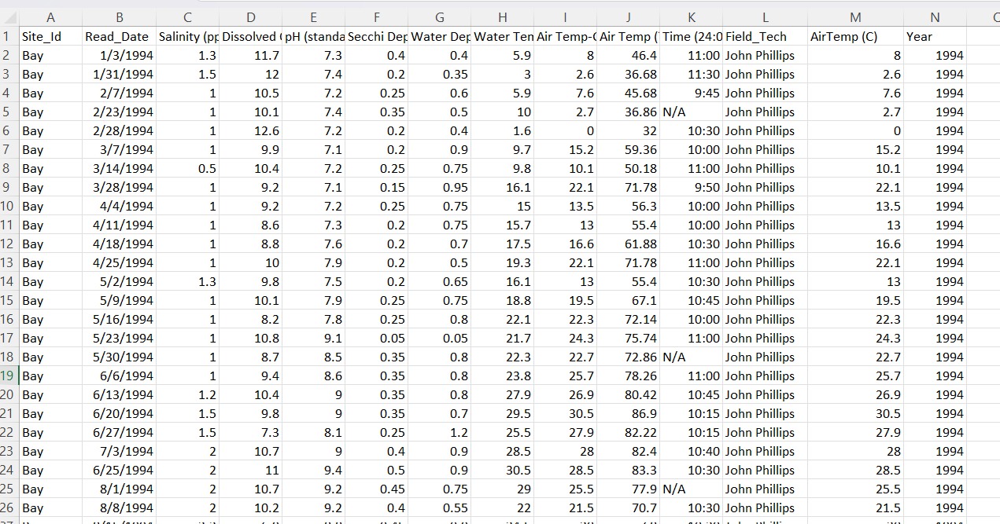 A B C D E F G H I J K L M N
1 Site_Id Read_Date Salinity (pp Dissolved pH (standa Secchi Dep Water Dep Water Ten Air Temp- Air Temp ( Time (24:0 Field_Tech AirTemp (C) Year
2 Bay 1/3/1994 1.3 11.7 7.3 0.4 0.4 5.9 8 46.4 11:00 John Phillips 8 1994
3 Bay 1/31/1994 1.5 12 7.4 0.2 0.35 3 2.6 36.68 11:30 John Phillips 2.6 1994
4 Bay 2/7/1994 1 10.5 7.2 0.25 0.6 5.9 7.6 45.68 9:45 John Phillips 7.6 1994
5 Bay 2/23/1994 1 10.1 7.4 0.35 0.5 10 2.7 36.86 N/A John Phillips 2.7 1994
6 Bay 2/28/1994 1 12.6 7.2 0.2 0.4 1.6 0 32 10:30 John Phillips 0 1994
7 Bay 3/7/1994 1 9.9 7.1 0.2 0.9 9.7 15.2 59.36 10:00 John Phillips 15.2 1994
8 Bay 3/14/1994 0.5 10.4 7.2 0.25 0.75 9.8 10.1 50.18 11:00 John Phillips 10.1 1994
9 Bay 3/28/1994 1 9.2 7.1 0.15 0.95 16.1 22.1 71.78 9:50 John Phillips 22.1 1994
10 Bay 4/4/1994 1 9.2 7.2 0.25 0.75 15 13.5 56.3 10:00 John Phillips 13.5 1994
11 Bay 4/11/1994 1 8.6 7.3 0.2 0.75 15.7 13 55.4 10:00 John Phillips 13 1994
12 Bay 4/18/1994 1 8.8 7.6 0.2 0.7 17.5 16.6 61.88 10:30 John Phillips 16.6 1994
13 Bay 4/25/1994 1 10 7.9 0.2 0.5 19.3 22.1 71.78 11:00 John Phillips 22.1 1994
14 Bay 5/2/1994 1.3 9.8 7.5 0.2 0.65 16.1 13 55.4 10:30 John Phillips 13 1994
15 Bay 5/9/1994 1 10.1 7.9 0.25 0.75 18.8 19.5 67.1 10:45 John Phillips 19.5 1994
16 Bay 5/16/1994 1 8.2 7.8 0.25 0.8 22.1 22.3 72.14 10:00 John Phillips 22.3 1994
17 Bay 5/23/1994 1 10.8 9.1 0.05 0.05 21.7 24.3 75.74 11:00 John Phillips 24.3 1994
18 Bay 5/30/1994 1 8.7 8.5 0.35 0.8 22.3 22.7 72.86 N/A John Phillips 22.7 1994
19 Bay 6/6/1994 1 9.4 8.6 0.35 0.8 23.8 25.7 78.26 11:00 John Phillips 25.7 1994
20 Bay 6/13/1994 1.2 10.4 9 0.35 0.8 27.9 26.9 80.42 10:45 John Phillips 26.9 1994
21 Bay 6/20/1994 1.5 9.8 9 0.35 0.7 29.5 30.5 86.9 10:15 John Phillips 30.5 1994
22 Bay 6/27/1994 1.5 7.3 8.1 0.25 1.2 25.5 27.9 82.22 10:15 John Phillips 27.9 1994
23 Bay 7/3/1994 2 10.7 9 0.4 0.9 28.5 28 82.4 10:40 John Phillips 28 1994
24 Bay 6/25/1994 2 11 9.4 0.5 0.9 30.5 28.5 83.3 10:30 John Phillips 28.5 1994
25 Bay 8/1/1994 2 10.7 9.2 0.45 0.75 29 25.5 77.9 N/A John Phillips 25.5 1994
26 Bay 8/8/1994 2 10.2 9.2 0.4 0.55 22 21.5 70.7 10:30 John Phillips 21.5 1994